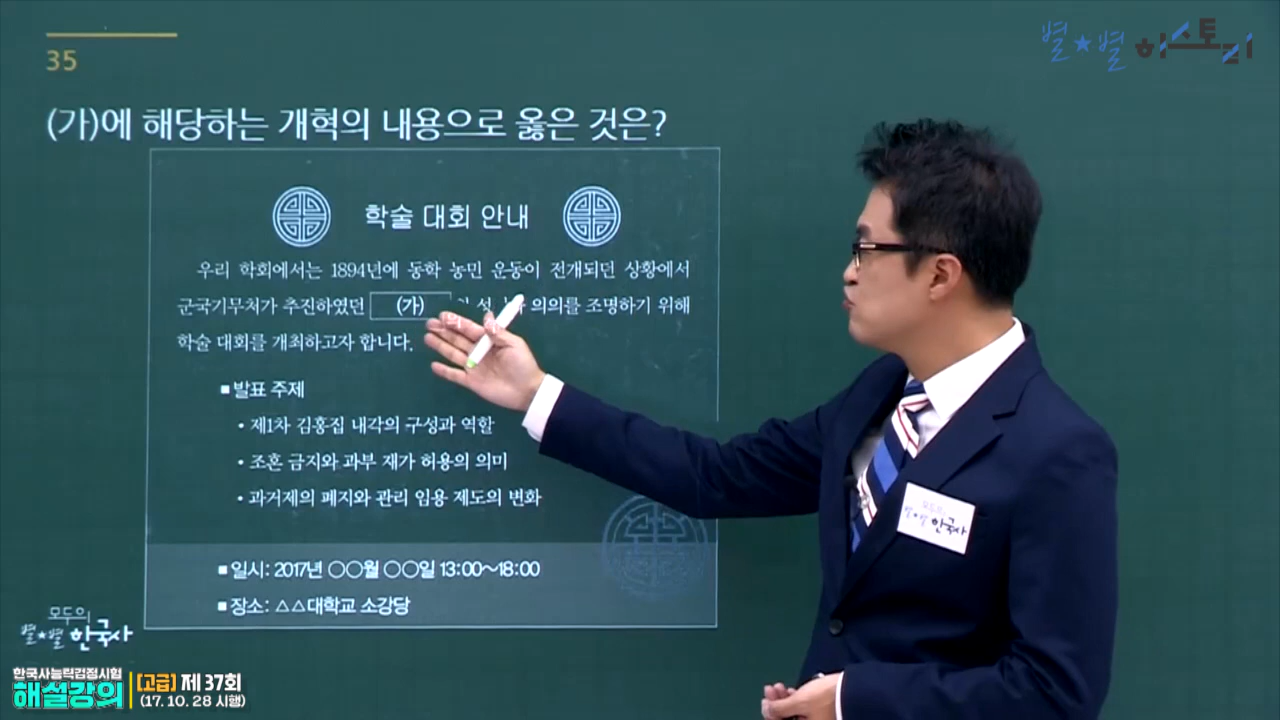 별★별 히스토리
35
(가)에 해당하는 개혁의 내용으로 옳은 것은?
학술 대회 안내
우리 학회에서는 1894년에 동학 농민 운동이 전개되던 상황에서
군국기무처가 추진하였던 (가) 의의를 조명하기 위해
학술 대회를 개최하고자 합니다.
■ 발표 주제
• 제1차 김홍집 내각의 구성과 역할
• 조혼 금지와 과부 재가 허용의 의미
• 과거제의 폐지와 관리 임용 제도의 변화
■ 일시: 2017년 ○○월 ○○일 13:00~18:00
■ 장소: △△대학교 소강당
모두의
별★별 한국사
모두의
별★별 한국사
한국사능력검정시험
해설강의
[고급] 제 37회
(17. 10. 28 시행)